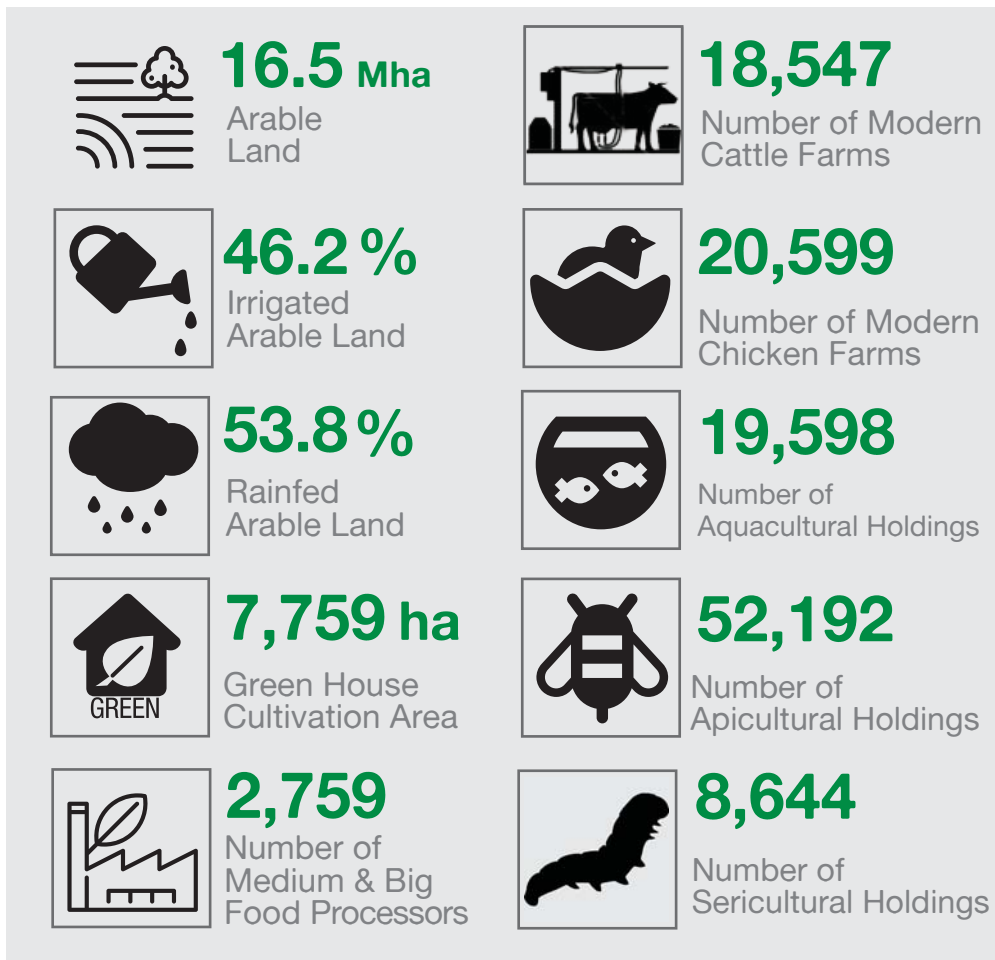 16.5 Mha
Arable
Land
46.2 %
Irrigated
Arable Land
53.8 %
Rainfed
Arable Land
GREEN
7,759 ha
Green House
Cultivation Area
2,759
Number of
Medium & Big
Food Processors
18,547
Number of Modern
Cattle Farms
20,599
Number of Modern
Chicken Farms
19,598
Number of
Aquacultural Holdings
52,192
Number of
Apicultural Holdings
8,644
Number of
Sericultural Holdings